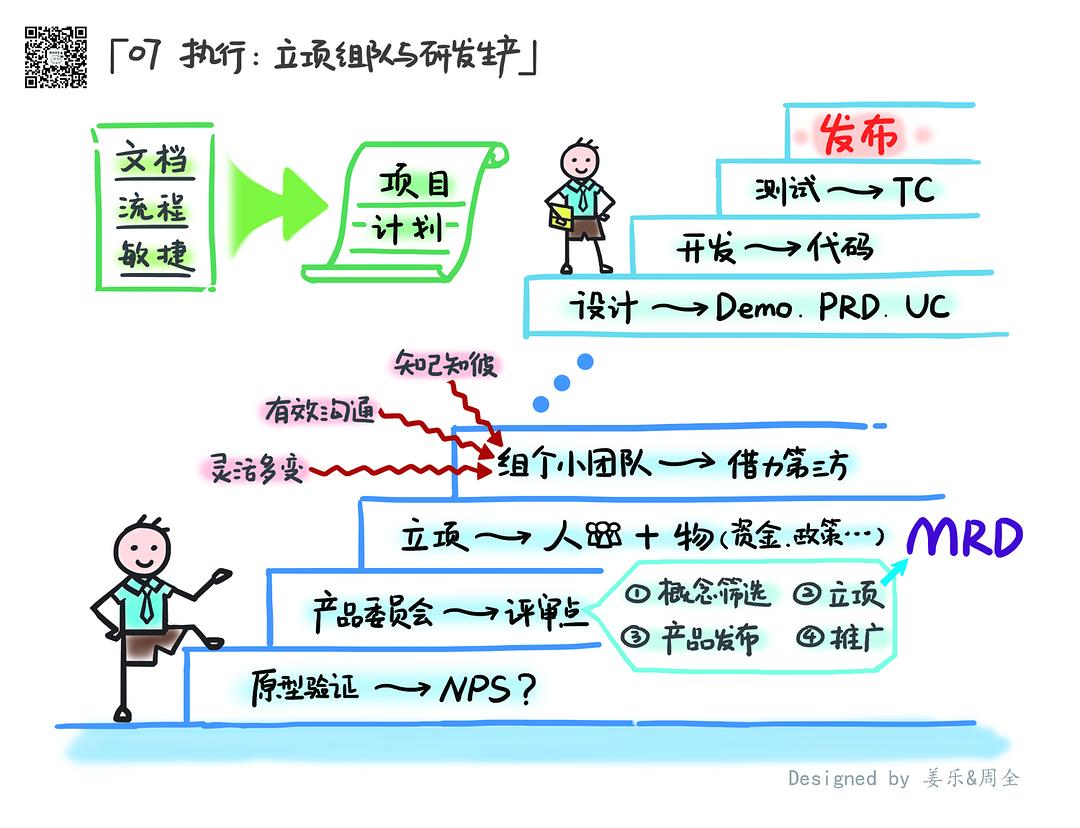 「07 执行：立项组队与研发生产」
文档
流程
敏捷
项目
计划
发布
测试→TC
开发→代码
设计→Demo. PRD. UC
知己知彼
有效沟通
灵活多变
组个小团队→借力第三方
立项→人+物(资金.政策…)
MRD
产品委员会→评审点
①概念筛选 ②立项
③产品发布 ④推广
原型验证→NPS?
Designed by 姜乐&周全